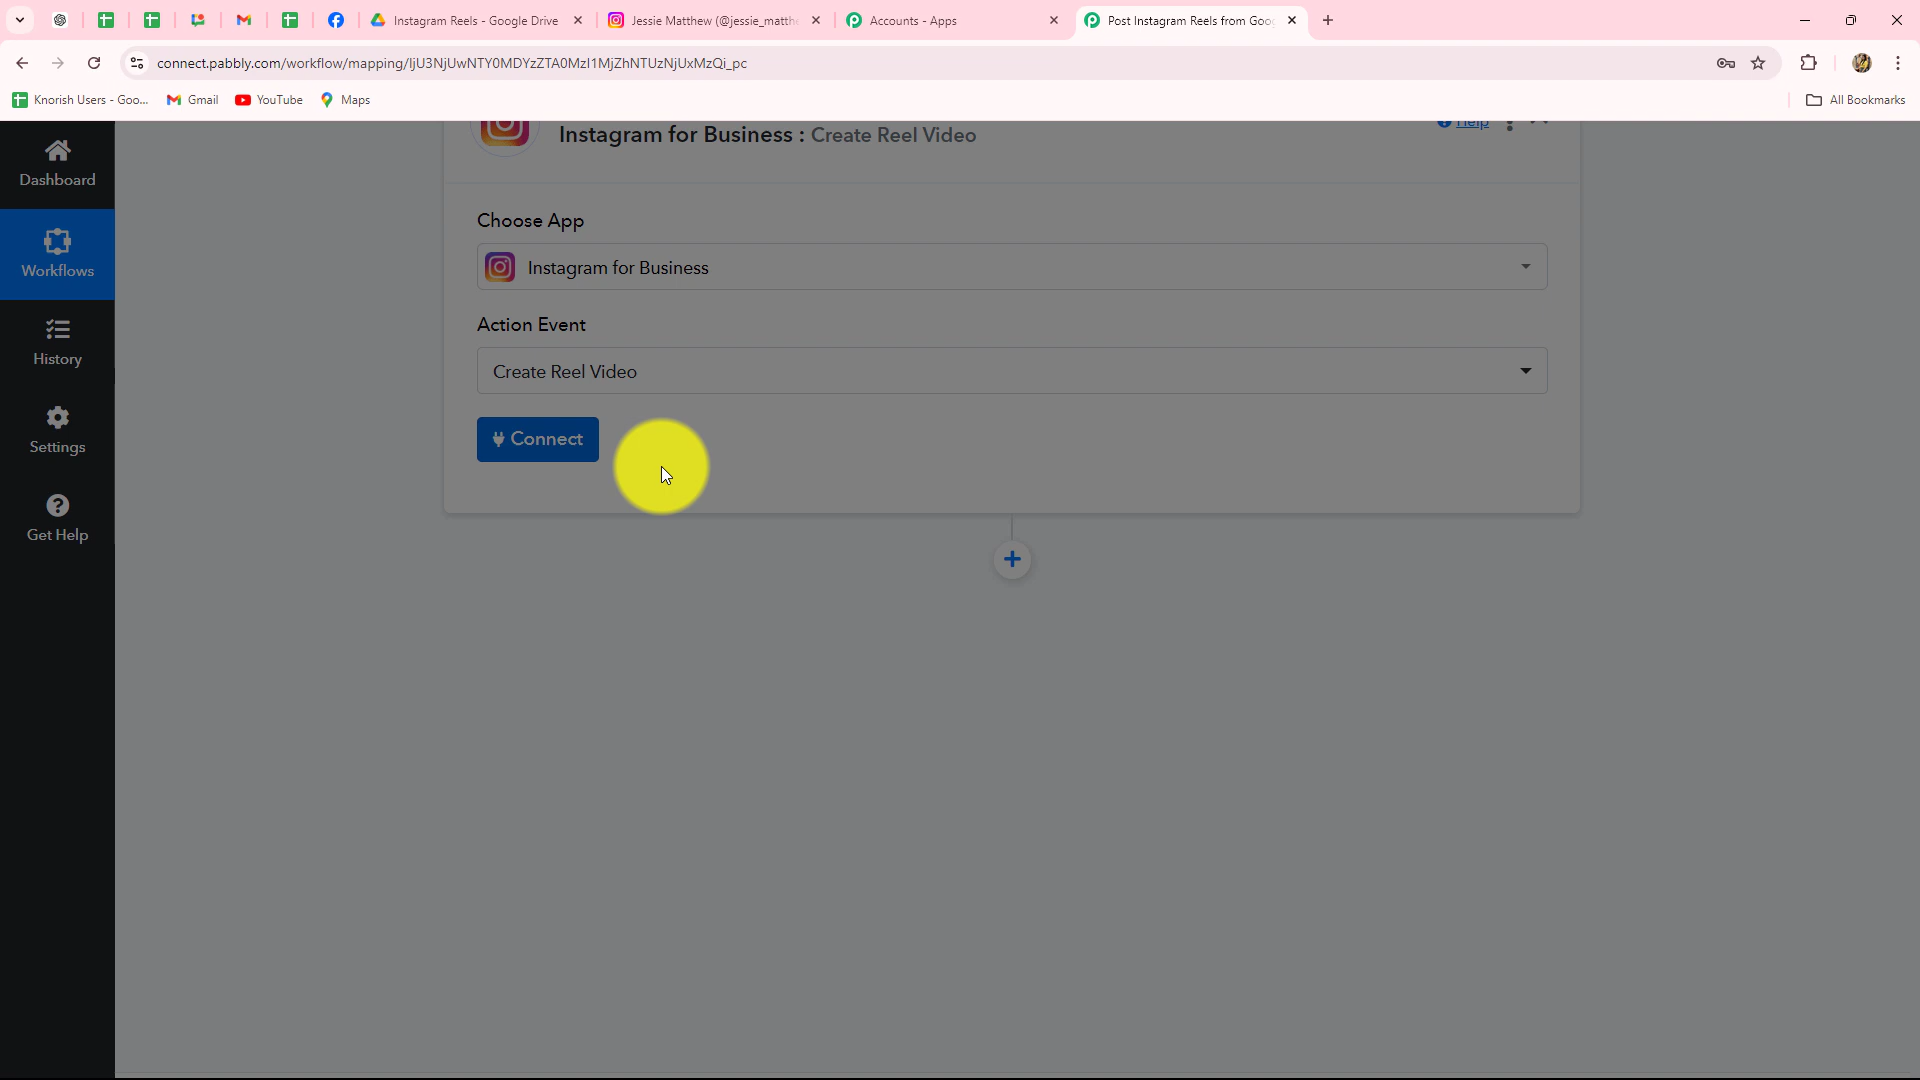 Instagram Reels - Google Drive
Jessie Matthew (@jessie_matth
Accounts - Apps
Post Instagram Reels from Goo
connect.pabbly.com/workflow/mapping/IjU3NjUwNTY0MDYzZTA0MzI1MjZhNTUzNjUxMzQi_pc
Knorish Users - Goo...
Gmail
YouTube
Maps
All Bookmarks
Dashboard
Workflows
History
Settings
Get Help
Instagram for Business : Create Reel Video
Help
Choose App
Instagram for Business
Action Event
Create Reel Video
Connect